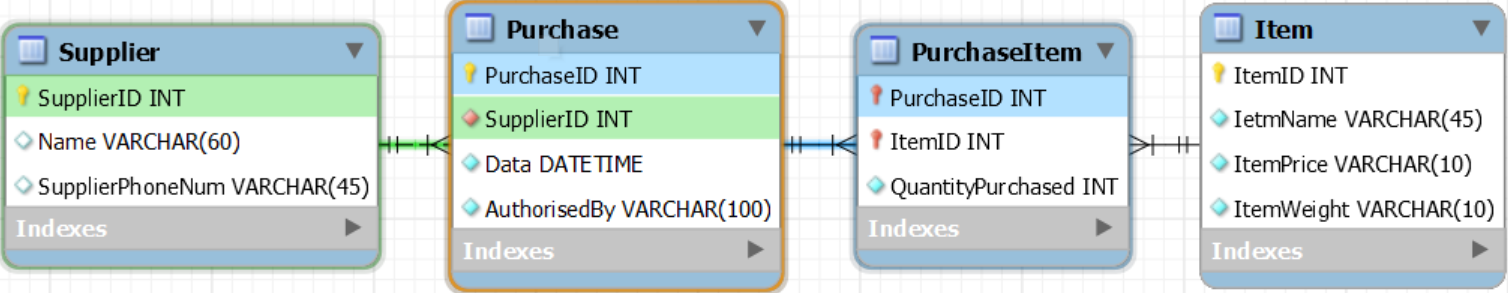 Supplier
SupplierID INT
Name VARCHAR(60)
SupplierPhoneNum VARCHAR(45)
Indexes
Purchase
PurchaseID INT
SupplierID INT
Data DATETIME
AuthorisedBy VARCHAR(100)
Indexes
PurchaseItem
PurchaseID INT
ItemID INT
QuantityPurchased INT
Indexes
Item
ItemID INT
IetmName VARCHAR(45)
ItemPrice VARCHAR(10)
ItemWeight VARCHAR(10)
Indexes